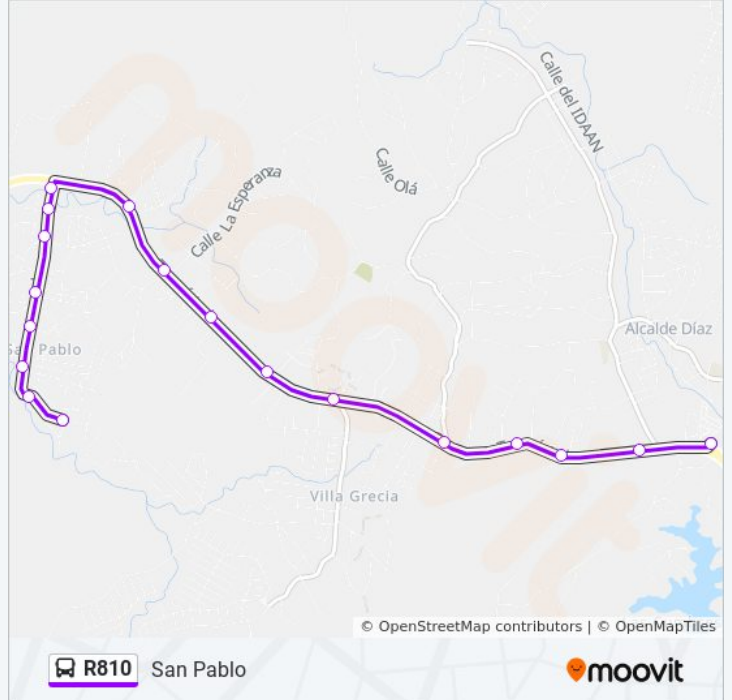 Calle del IDAAN
Calle La Esperanza
Calle Olá
Alcalde Díaz
San Pablo
Villa Grecia
moovit
© OpenStreetMap contributors | © OpenMapTiles
R810 San Pablo
moovit